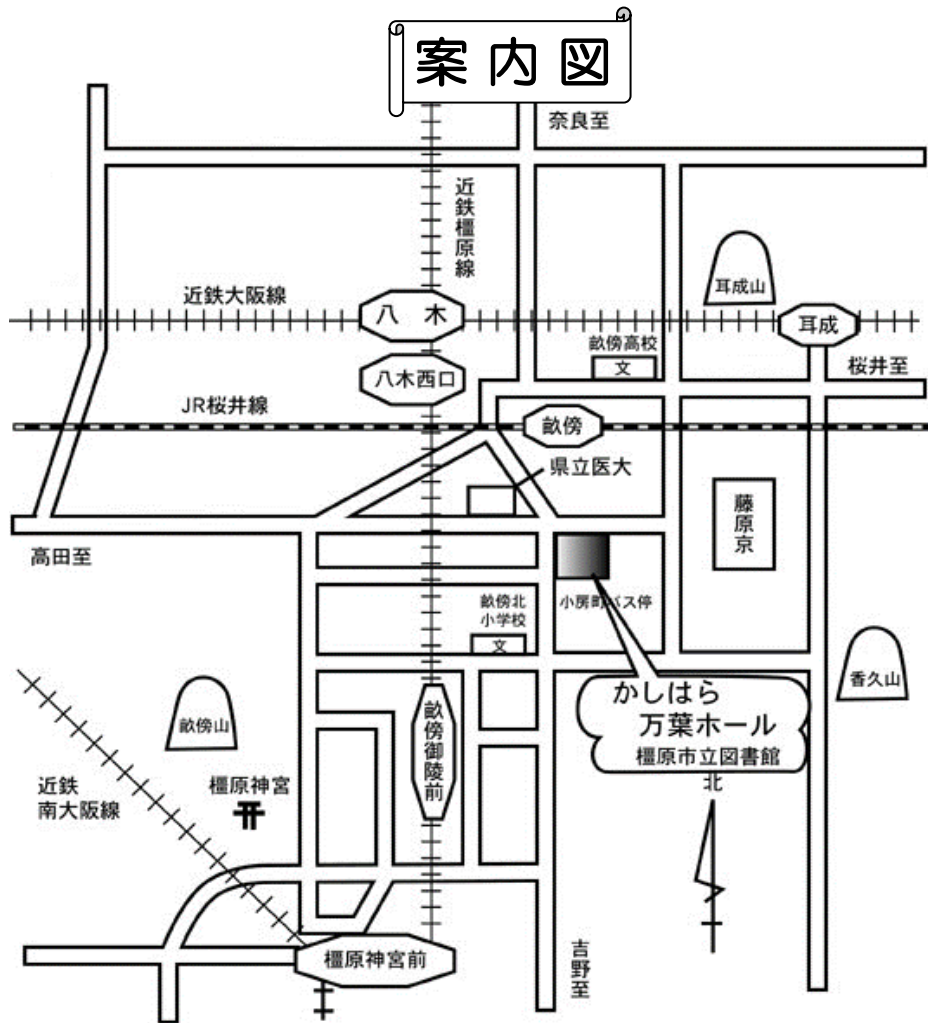 案内図
奈良至
近鉄橿原線
耳成山
近鉄大阪線
八木
耳成
畝傍高校
文
桜井至
八木西口
JR桜井線
畝傍
県立医大
藤原京
高田至
畝傍北
小学校
文
小房町バス停
香久山
かしはら
万葉ホール
橿原市立図書館
畝傍山
畝傍御陵前
北
近鉄
南大阪線
橿原神宮
吉野至
橿原神宮前